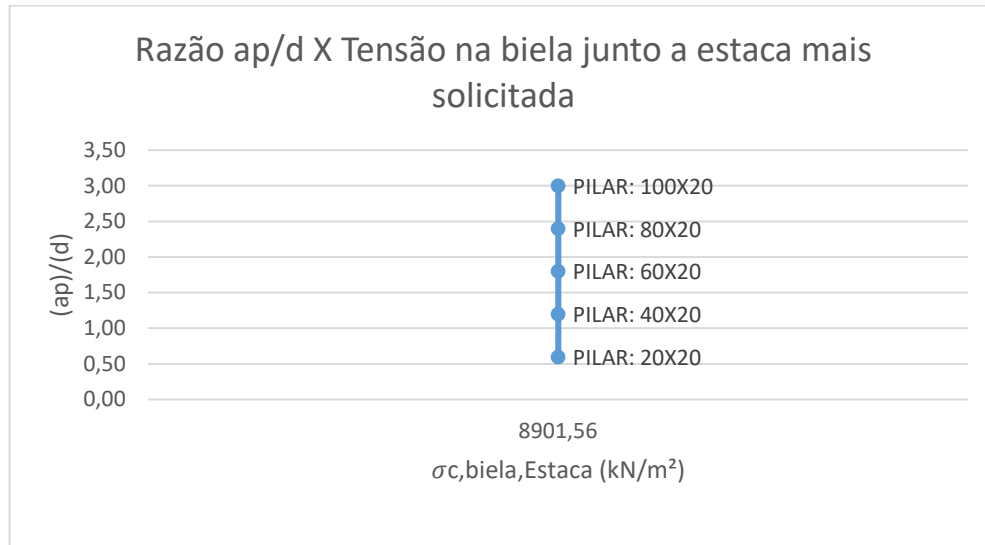 Razão ap/d X Tensão na biela junto a estaca mais
solicitada
3,50
3,00
2,50
2,00
1,50
1,00
0,50
0,00
(ap)/(d)
PILAR: 100X20
PILAR: 80X20
PILAR: 60X20
PILAR: 40X20
PILAR: 20X20
8901,56
𝜎c,biela,Estaca (kN/m²)